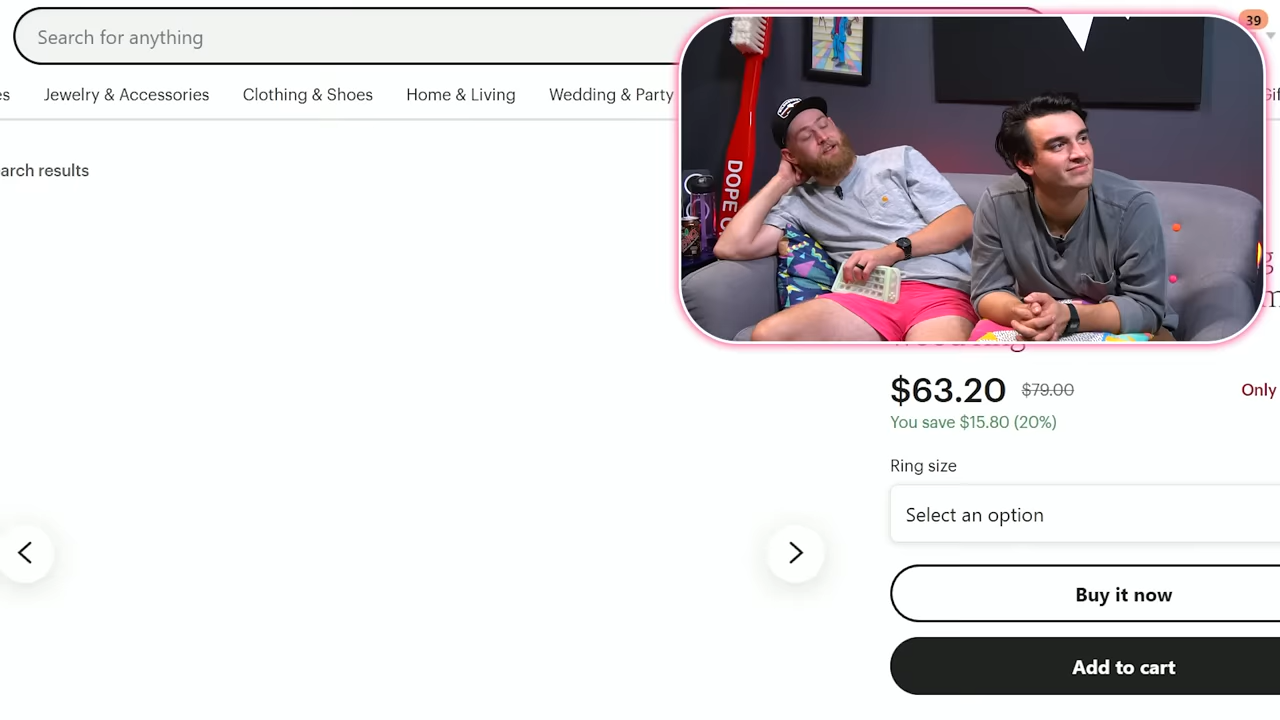 Search for anything
39
Jewelry & Accessories
Clothing & Shoes
Home & Living
Wedding & Party
arch results
DOPE
$63.20 $79.00
Only
You save $15.80 (20%)
Ring size
Select an option
Buy it now
Add to cart